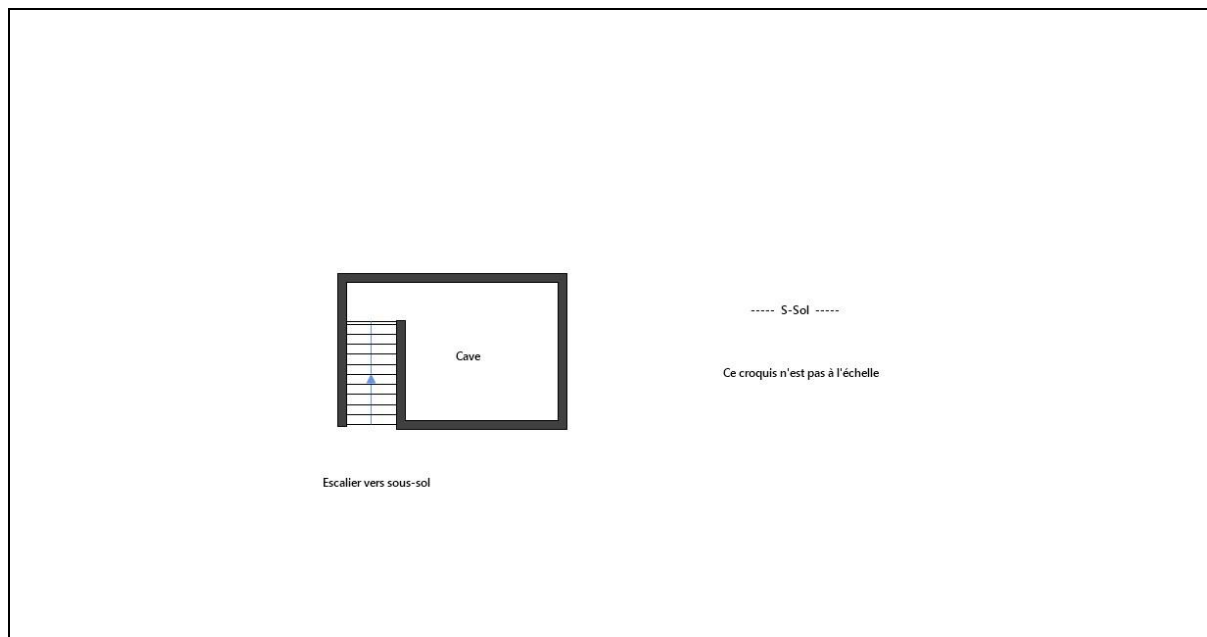 ----- S-Sol -----
Cave
Ce croquis n'est pas à l'échelle
Escalier vers sous-sol